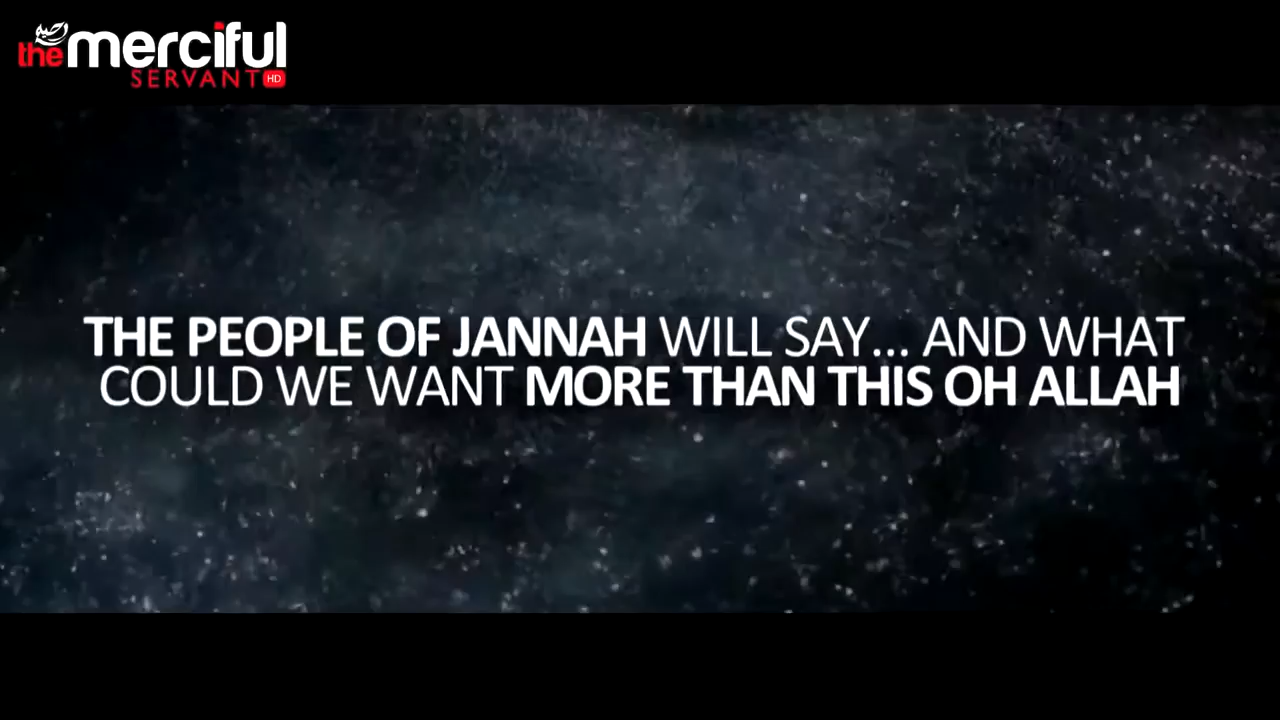 the merciful
SERVANT HD
THE PEOPLE OF JANNAH WILL SAY... AND WHAT
COULD WE WANT MORE THAN THIS OH ALLAH